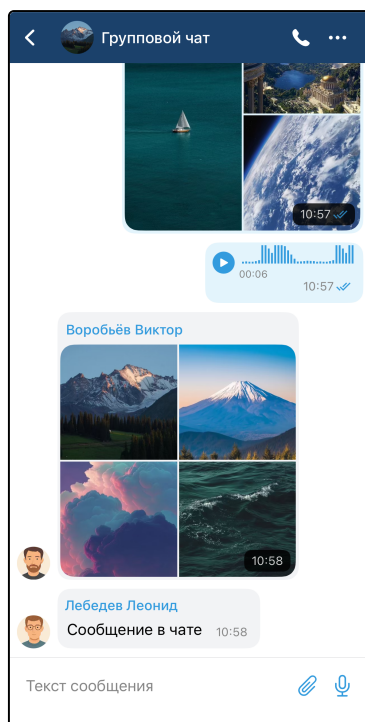 Групповой чат
10:57
00:06
10:57
Воробьёв Виктор
10:58
Лебедев Леонид
Сообщение в чате 10:58
Текст сообщения